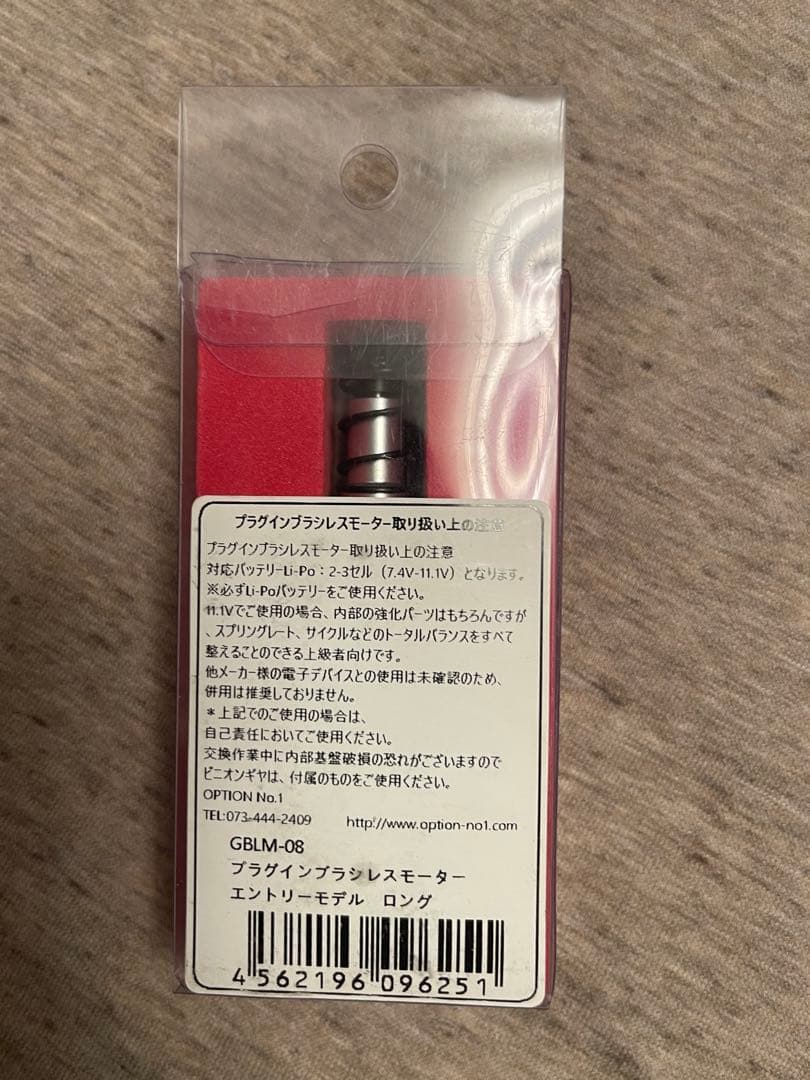 プラグインブラシレスモーター取り扱い上の注意
プラグインブラシレスモーター取り扱い上の注意
対応バッテリーLi-Po：2-3セル（7.4V-11.1V）となります。
※必ずLi-Poバッテリーをご使用ください。
11.1Vでご使用の場合、内部の強化パーツはもちろんですが
、スプリングレート、サイクルなどのトータルバランスをすべて
整えることのできる上級者向けです。
他メーカー様の電子デバイスとの使用は未確認のため、
併用は推奨しておりません。
＊上記でのご使用の場合は、
自己責任においてご使用ください。
交換作業中に内部基盤破損の恐れがございますので
ピニオンギヤは、付属のものをご使用ください。
OPTION No.1
TEL:073-444-2409 http://www.option-no1.com
GBLM-08
プラグインブラシレスモーター
エントリーモデル ロング
4562196096251